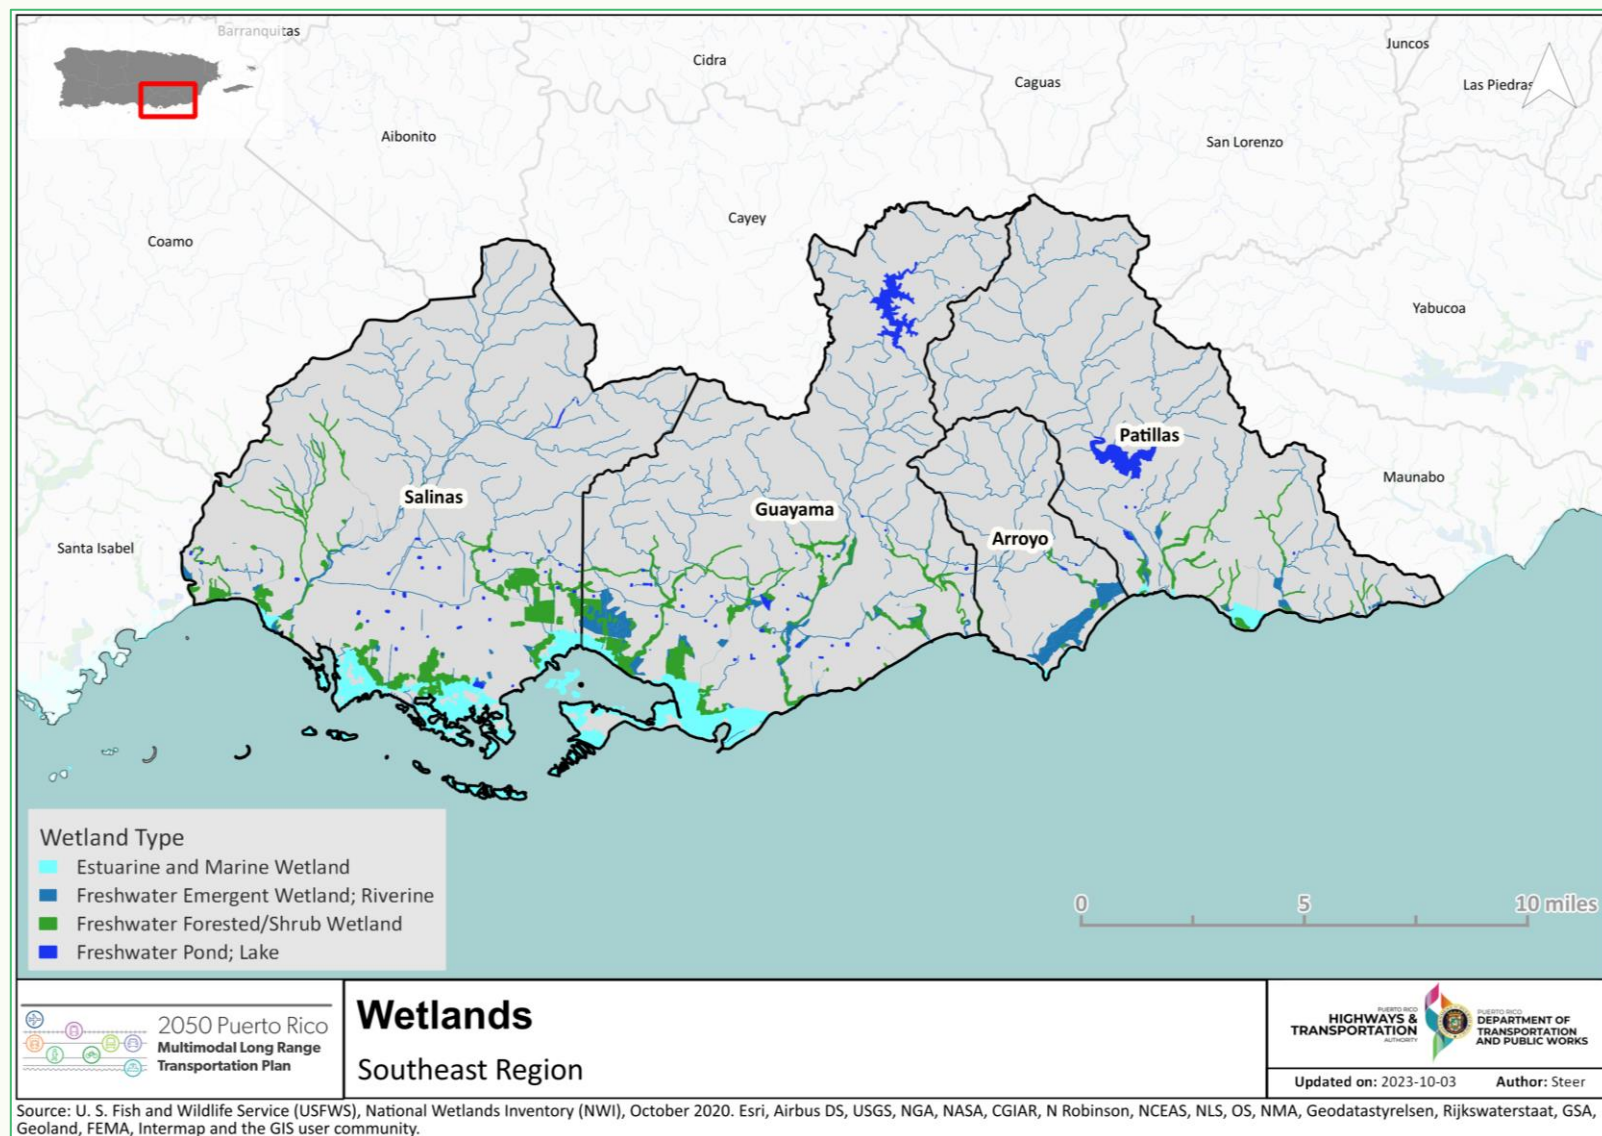 Barranquitas
Juncos
Cidra
Caguas
Las Piedras
Aibonito
San Lorenzo
Cayey
Coamo
Yabucoa
Patillas
Maunabo
Salinas
Guayama
Arroyo
Santa Isabel
Wetland Type
Estuarine and Marine Wetland
Freshwater Emergent Wetland; Riverine
Freshwater Forested/Shrub Wetland
Freshwater Pond; Lake
0 5 10 miles
2050 Puerto Rico
Multimodal Long Range
Transportation Plan
Wetlands
Southeast Region
PUERTO RICO
HIGHWAYS &
TRANSPORTATION
AUTHORITY
PUERTO RICO
DEPARTMENT OF
TRANSPORTATION
AND PUBLIC WORKS
Updated on: 2023-10-03 Author: Steer
Source: U. S. Fish and Wildlife Service (USFWS), National Wetlands Inventory (NWI), October 2020. Esri, Airbus DS, USGS, NGA, NASA, CGIAR, N Robinson, NCEAS, NLS, OS, NMA, Geodatastyrelsen, Rijkswaterstaat, GSA,
Geoland, FEMA, Intermap and the GIS user community.